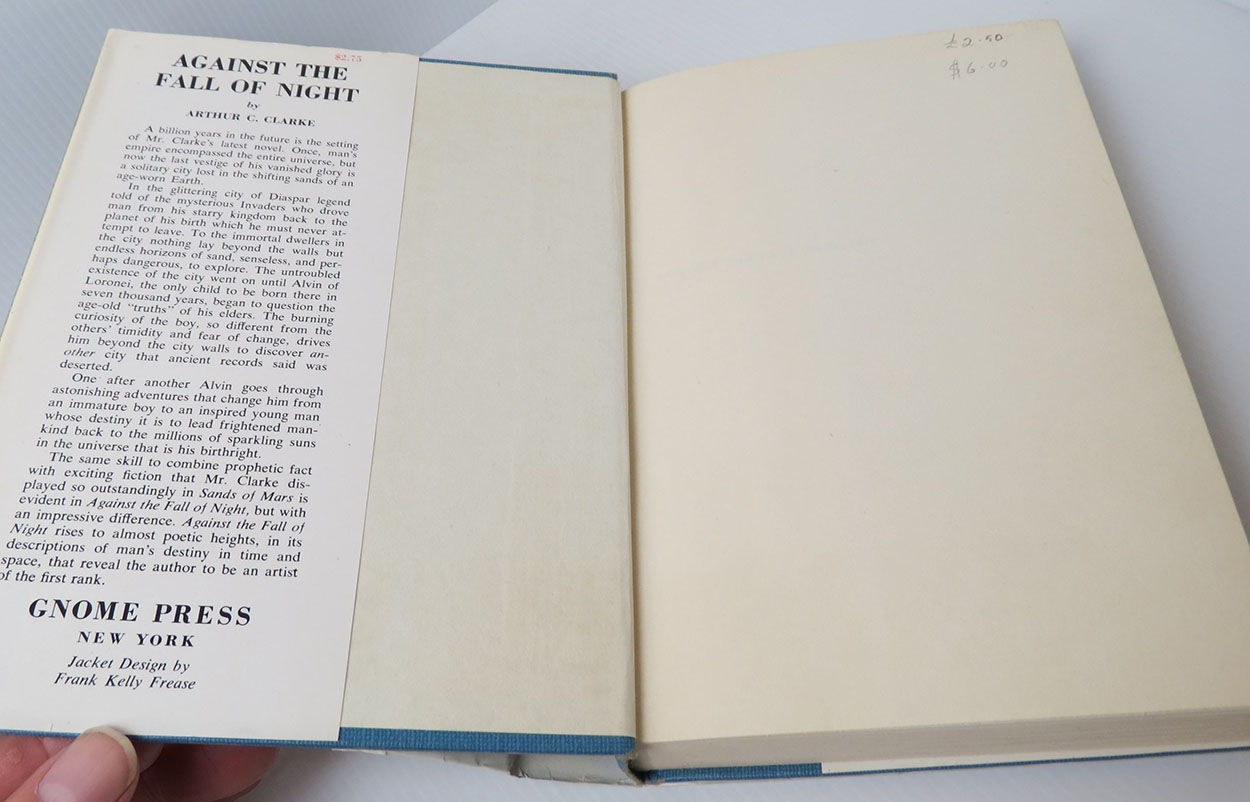 $2.75
AGAINST THE
FALL OF NIGHT
by
ARTHUR C. CLARKE
A billion years in the future is the setting
of Mr. Clarke's latest novel. Once, man's
empire encompassed the entire universe, but
now the last vestige of his vanished glory is
a solitary city lost in the shifting sands of an
age-worn Earth.
In the glittering city of Diaspar legend
told of the mysterious Invaders who drove
man from his starry kingdom back to the
planet of his birth which he must never at-
tempt to leave. To the immortal dwellers in
the city nothing lay beyond the walls but
endless horizons of sand, senseless, and per-
haps dangerous, to explore. The untroubled
existence of the city went on until Alvin of
Loronei, the only child to be born there in
seven thousand years, began to question the
age-old "truths" of his elders. The burning
curiosity of the boy, so different from the
others' timidity and fear of change, drives
him beyond the city walls to discover an-
other city that ancient records said was
deserted.
One after another Alvin goes through
astonishing adventures that change him from
an immature boy to an inspired young man
whose destiny it is to lead frightened man-
kind back to the millions of sparkling suns
in the universe that is his birthright.
The same skill to combine prophetic fact
with exciting fiction that Mr. Clarke dis-
played so outstandingly in Sands of Mars is
evident in Against the Fall of Night, but with
an impressive difference. Against the Fall of
Night rises to almost poetic heights, in its
descriptions of man's destiny in time and
space, that reveal the author to be an artist
of the first rank.
GNOME PRESS
NEW YORK
Jacket Design by
Frank Kelly Frease
£2.50
$6.00